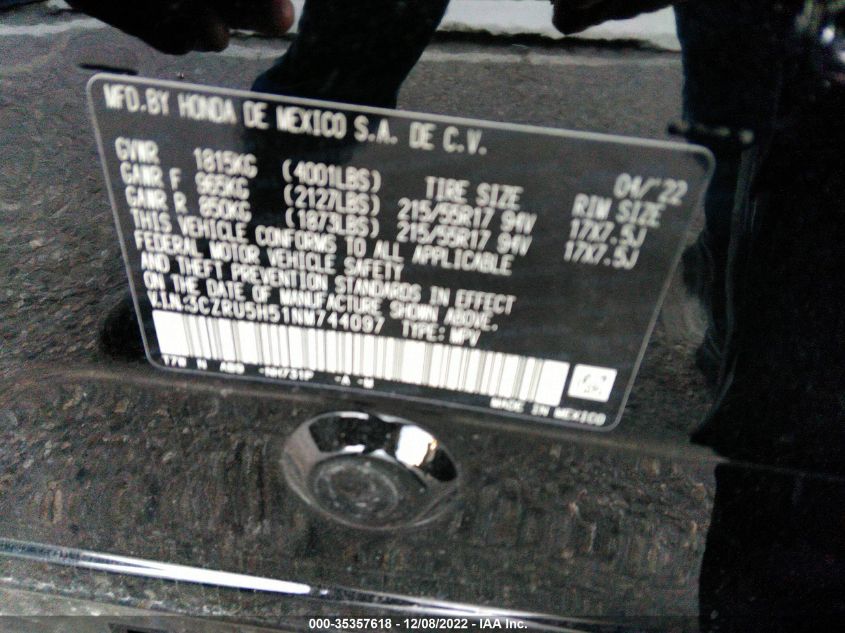 MFD.BY HONDA DE MEXICO S.A. DE C.V.
04/'22
GVWR 1815KG (4001LBS) TIRE SIZE RIM SIZE
GAWR F 965KG (2127LBS) 215/55R17 94V 17X7.5J
GAWR R 850KG (1873LBS) 215/55R17 94V 17X7.5J
THIS VEHICLE CONFORMS TO ALL APPLICABLE
FEDERAL MOTOR VEHICLE SAFETY
AND THEFT PREVENTION STANDARDS IN EFFECT
ON THE DATE OF MANUFACTURE SHOWN ABOVE.
V.I.N.:3CZRU5H51NM744097 TYPE: MPV
-NH731P -A
MADE IN MEXICO
000-35357618 - 12/08/2022 - IAA Inc.